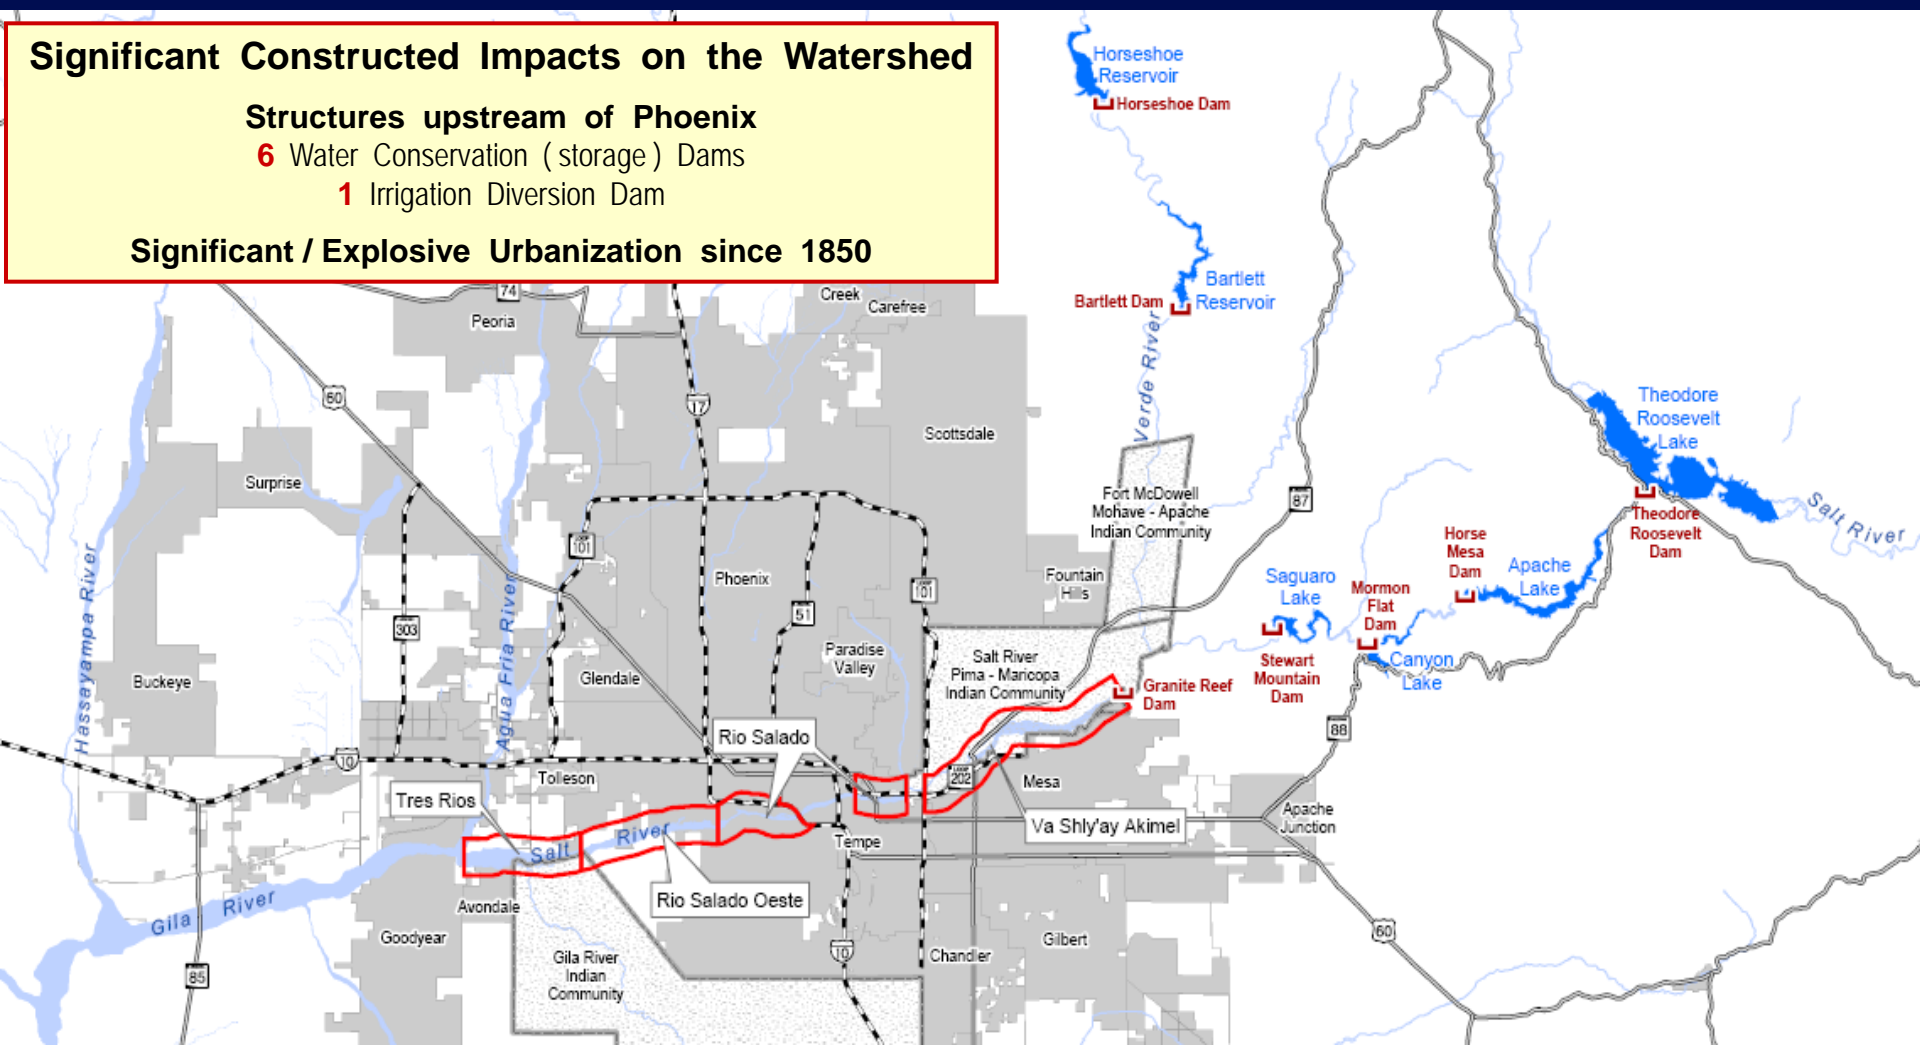 Significant Constructed Impacts on the Watershed
Structures upstream of Phoenix
6 Water Conservation (storage) Dams
1 Irrigation Diversion Dam
Significant / Explosive Urbanization since 1850
Horseshoe
Reservoir
Horseshoe Dam
Bartlett
Reservoir
Bartlett Dam
Verde River
74
Peoria
Creek
Carefree
60
17
Scottsdale
Theodore
Roosevelt
Lake
Salt River
Theodore
Roosevelt
Dam
Surprise
Fort McDowell
Mohave - Apache
Indian Community
87
Horse
Mesa
Dam
Apache
Lake
Saguaro
Lake
Mormon
Flat
Dam
Canyon
Lake
Stewart
Mountain
Dam
LOOP
101
Phoenix
51
LOOP
101
Fountain
Hills
303
Hassayampa River
Agua Fria River
Buckeye
Glendale
Paradise
Valley
Salt River
Pima - Maricopa
Indian Community
Granite Reef
Dam
88
Rio Salado
10
Tolleson
LOOP
202
Mesa
Tres Rios
Apache
Junction
Va Shly'ay Akimel
Salt River
Tempe
Rio Salado Oeste
Gila River
Avondale
Goodyear
85
Gila River
Indian
Community
10
Chandler
Gilbert
60